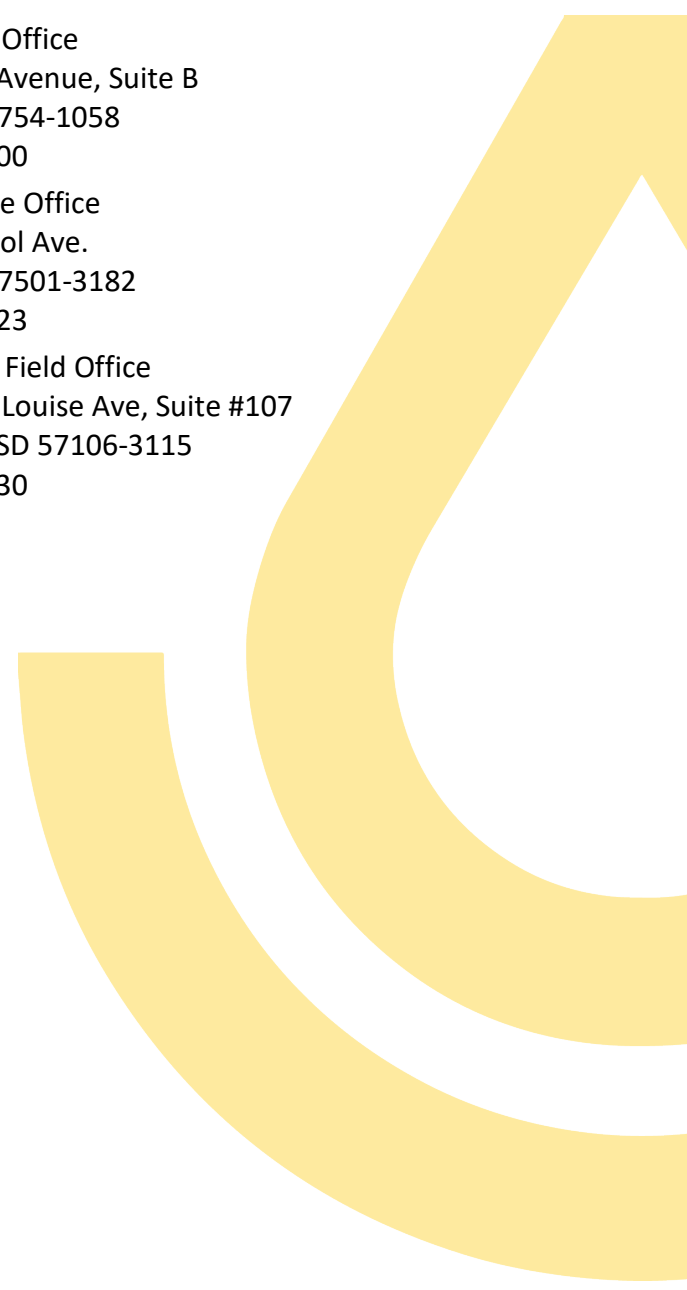 Office
Avenue, Suite B
754-1058
00
e Office
ol Ave.
7501-3182
23
Field Office
Louise Ave, Suite #107
SD 57106-3115
30